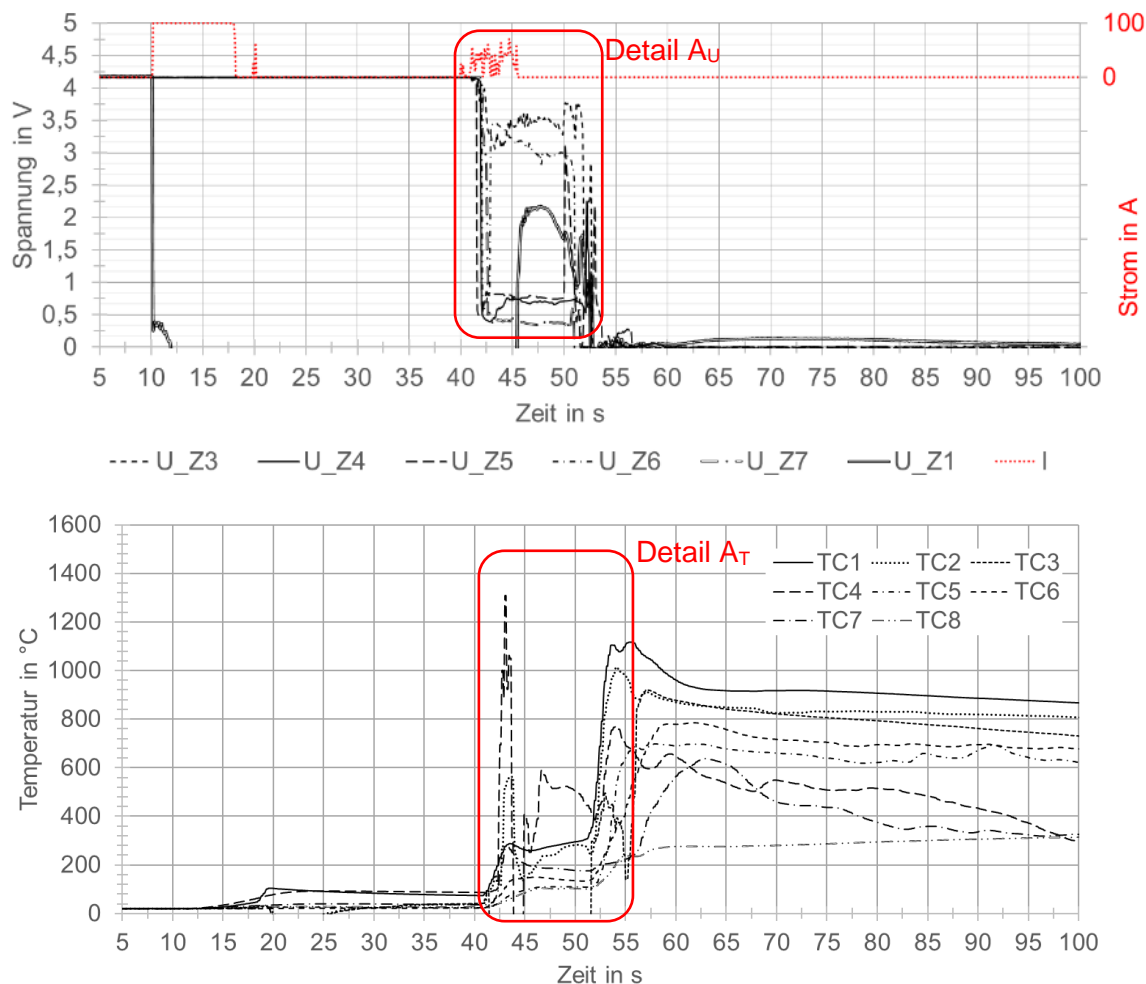 5
4,5
4
3,5
3
2,5
2
1,5
1
0,5
0
Spannung in V
100
0
Strom in A
Detail AU
5 10 15 20 25 30 35 40 45 50 55 60 65 70 75 80 85 90 95 100
Zeit in s
U_Z3 U_Z4 U_Z5 U_Z6 U_Z7 U_Z1 I
1600
1400
1200
1000
800
600
400
200
0
Temperatur in °C
Detail AT
TC1 TC2 TC3
TC4 TC5 TC6
TC7 TC8
5 10 15 20 25 30 35 40 45 50 55 60 65 70 75 80 85 90 95 100
Zeit in s